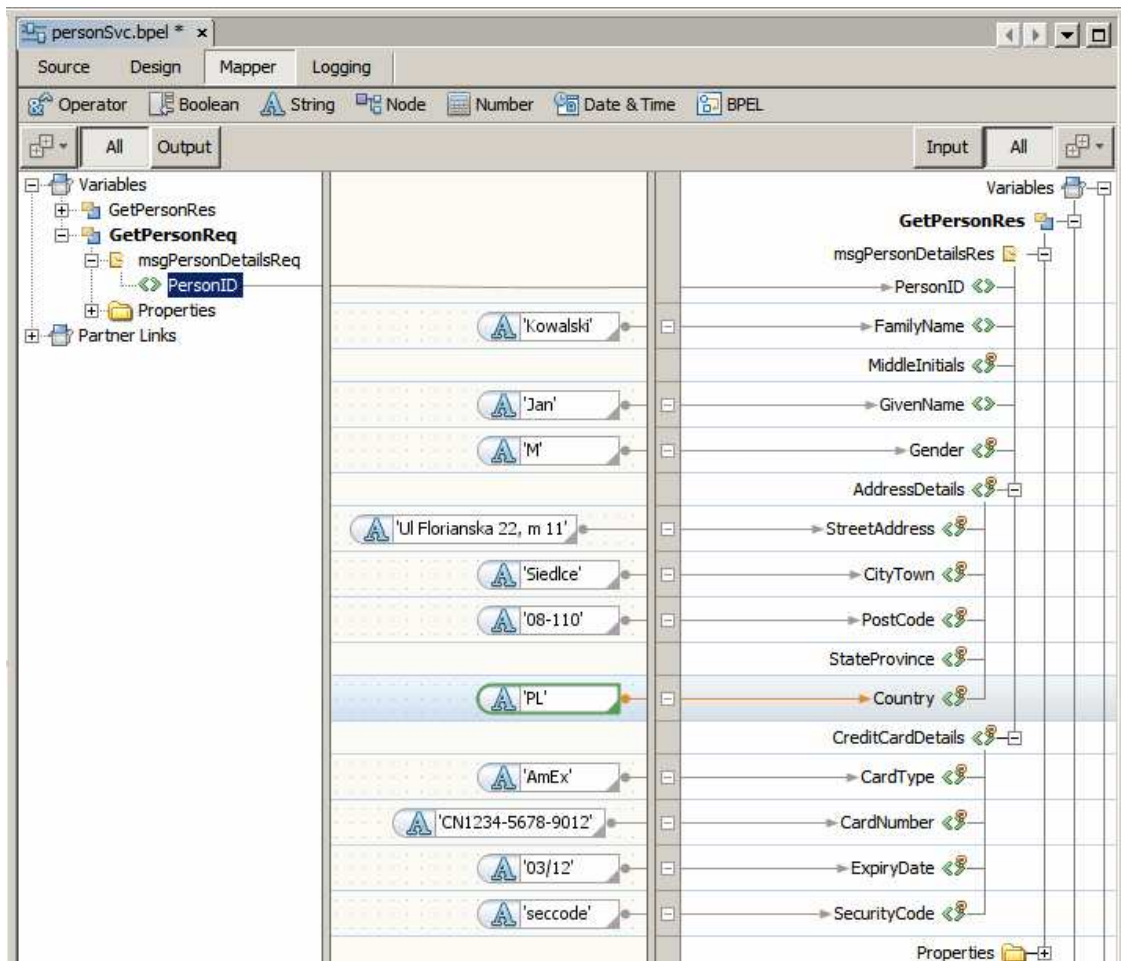 personSvc.bpel * x
Source Design Mapper Logging
Operator Boolean String Node Number Date & Time BPEL
All Output Input All
Variables Variables
GetPersonRes GetPersonRes
GetPersonReq
msgPersonDetailsReq msgPersonDetailsRes
PersonID PersonID
Properties
'Kowalski' FamilyName
Partner Links
MiddleInitials
'Jan' GivenName
'M' Gender
AddressDetails
'Ul Florianska 22, m 11' StreetAddress
'Siedlce' CityTown
'08-110' PostCode
StateProvince
'PL' Country
CreditCardDetails
'AmEx' CardType
'CN1234-5678-9012' CardNumber
'03/12' ExpiryDate
'seccode' SecurityCode
Properties